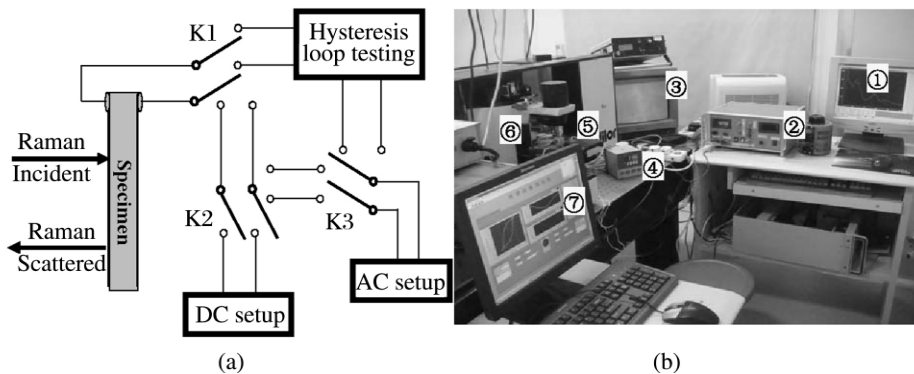 K1
Hysteresis
loop testing
Raman
Incident
Specimen
Raman
Scattered
K2
K3
AC setup
DC setup
(a)
①
②
③
④
⑤
⑥
⑦
(b)